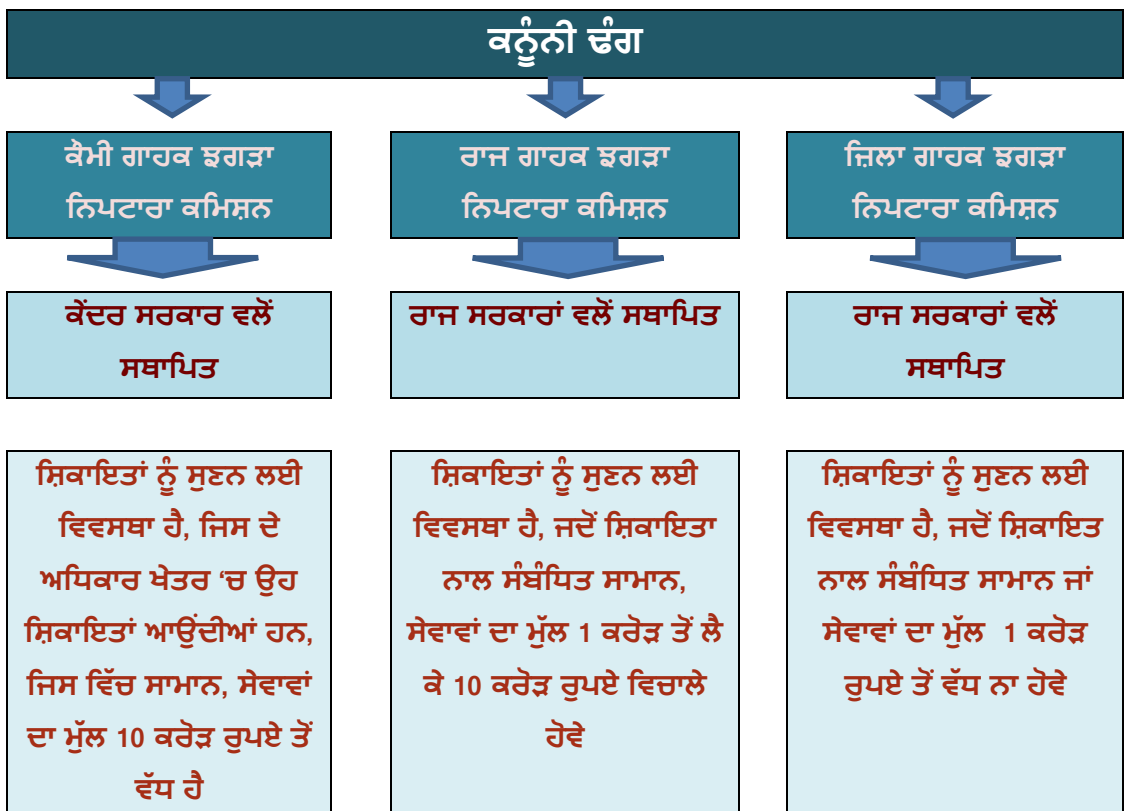 ਕਨੂੰਨੀ ਢੰਗ
ਕੌਮੀ ਗਾਹਕ ਝਗੜਾ
ਨਿਪਟਾਰਾ ਕਮਿਸ਼ਨ
ਰਾਜ ਗਾਹਕ ਝਗੜਾ
ਨਿਪਟਾਰਾ ਕਮਿਸ਼ਨ
ਜ਼ਿਲਾ ਗਾਹਕ ਝਗੜਾ
ਨਿਪਟਾਰਾ ਕਮਿਸ਼ਨ
ਕੇਂਦਰ ਸਰਕਾਰ ਵਲੋਂ
ਸਥਾਪਿਤ
ਰਾਜ ਸਰਕਾਰਾਂ ਵਲੋਂ ਸਥਾਪਿਤ
ਰਾਜ ਸਰਕਾਰਾਂ ਵਲੋਂ
ਸਥਾਪਿਤ
ਸ਼ਿਕਾਇਤਾਂ ਨੂੰ ਸੁਣਨ ਲਈ
ਵਿਵਸਥਾ ਹੈ, ਜਿਸ ਦੇ
ਅਧਿਕਾਰ ਖੇਤਰ ‘ਚ ਉਹ
ਸ਼ਿਕਾਇਤਾਂ ਆਉਂਦੀਆਂ ਹਨ,
ਜਿਸ ਵਿੱਚ ਸਾਮਾਨ, ਸੇਵਾਵਾਂ
ਦਾ ਮੁੱਲ 10 ਕਰੋੜ ਰੁਪਏ ਤੋਂ
ਵੱਧ ਹੈ
ਸ਼ਿਕਾਇਤਾਂ ਨੂੰ ਸੁਣਨ ਲਈ
ਵਿਵਸਥਾ ਹੈ, ਜਦੋਂ ਸ਼ਿਕਾਇਤਾ
ਨਾਲ ਸੰਬੰਧਿਤ ਸਾਮਾਨ,
ਸੇਵਾਵਾਂ ਦਾ ਮੁੱਲ 1 ਕਰੋੜ ਤੋਂ ਲੈ
ਕੇ 10 ਕਰੋੜ ਰੁਪਏ ਵਿਚਾਲੇ
ਹੋਵੇ
ਸ਼ਿਕਾਇਤਾਂ ਨੂੰ ਸੁਣਨ ਲਈ
ਵਿਵਸਥਾ ਹੈ, ਜਦੋਂ ਸ਼ਿਕਾਇਤ
ਨਾਲ ਸੰਬੰਧਿਤ ਸਾਮਾਨ ਜਾਂ
ਸੇਵਾਵਾਂ ਦਾ ਮੁੱਲ 1 ਕਰੋੜ
ਰੁਪਏ ਤੋਂ ਵੱਧ ਨਾ ਹੋਵੇ